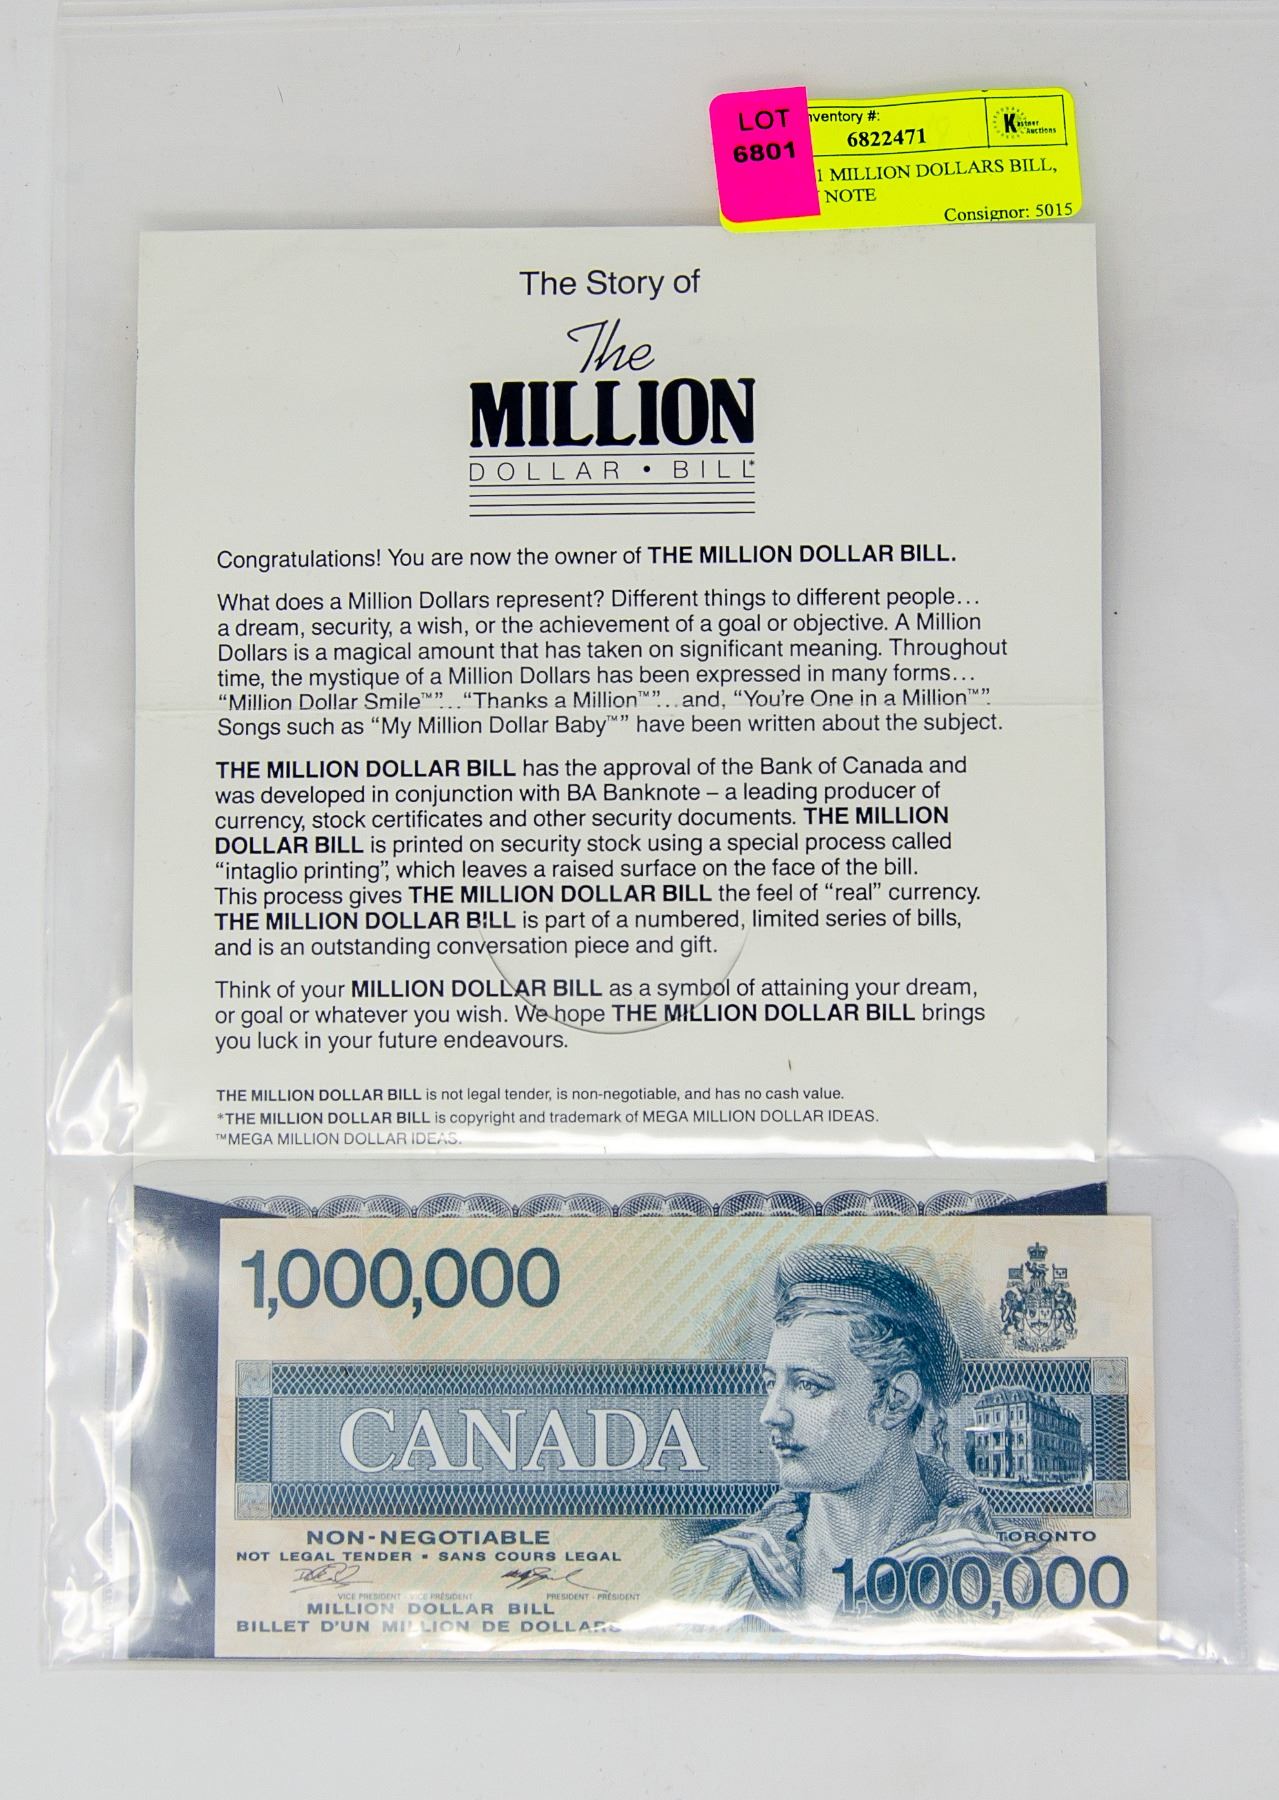 LOT
6801
nventory #:
6822471
Kastner
Auctions
1 MILLION DOLLARS BILL,
NOTE
Consignor: 5015
The Story of
The
MILLION
DOLLAR • BILL*
Congratulations! You are now the owner of THE MILLION DOLLAR BILL.
What does a Million Dollars represent? Different things to different people...
a dream, security, a wish, or the achievement of a goal or objective. A Million
Dollars is a magical amount that has taken on significant meaning. Throughout
time, the mystique of a Million Dollars has been expressed in many forms...
“Million Dollar Smile™”...“Thanks a Million™”...and, “You're One in a Million™”.
Songs such as “My Million Dollar Baby™” have been written about the subject.
THE MILLION DOLLAR BILL has the approval of the Bank of Canada and
was developed in conjunction with BA Banknote – a leading producer of
currency, stock certificates and other security documents. THE MILLION
DOLLAR BILL is printed on security stock using a special process called
“intaglio printing”, which leaves a raised surface on the face of the bill.
This process gives THE MILLION DOLLAR BILL the feel of “real” currency.
THE MILLION DOLLAR BILL is part of a numbered, limited series of bills,
and is an outstanding conversation piece and gift.
Think of your MILLION DOLLAR BILL as a symbol of attaining your dream,
or goal or whatever you wish. We hope THE MILLION DOLLAR BILL brings
you luck in your future endeavours.
THE MILLION DOLLAR BILL is not legal tender, is non-negotiable, and has no cash value.
*THE MILLION DOLLAR BILL is copyright and trademark of MEGA MILLION DOLLAR IDEAS.
™MEGA MILLION DOLLAR IDEAS.
1,000,000
CANADA
NON-NEGOTIABLE
NOT LEGAL TENDER • SANS COURS LEGAL
TORONTO
1,000,000
VICE PRESIDENT - VICE PRÉSIDENT
PRESIDENT - PRÉSIDENT
MILLION DOLLAR BILL
BILLET D'UN MILLION DE DOLLARS